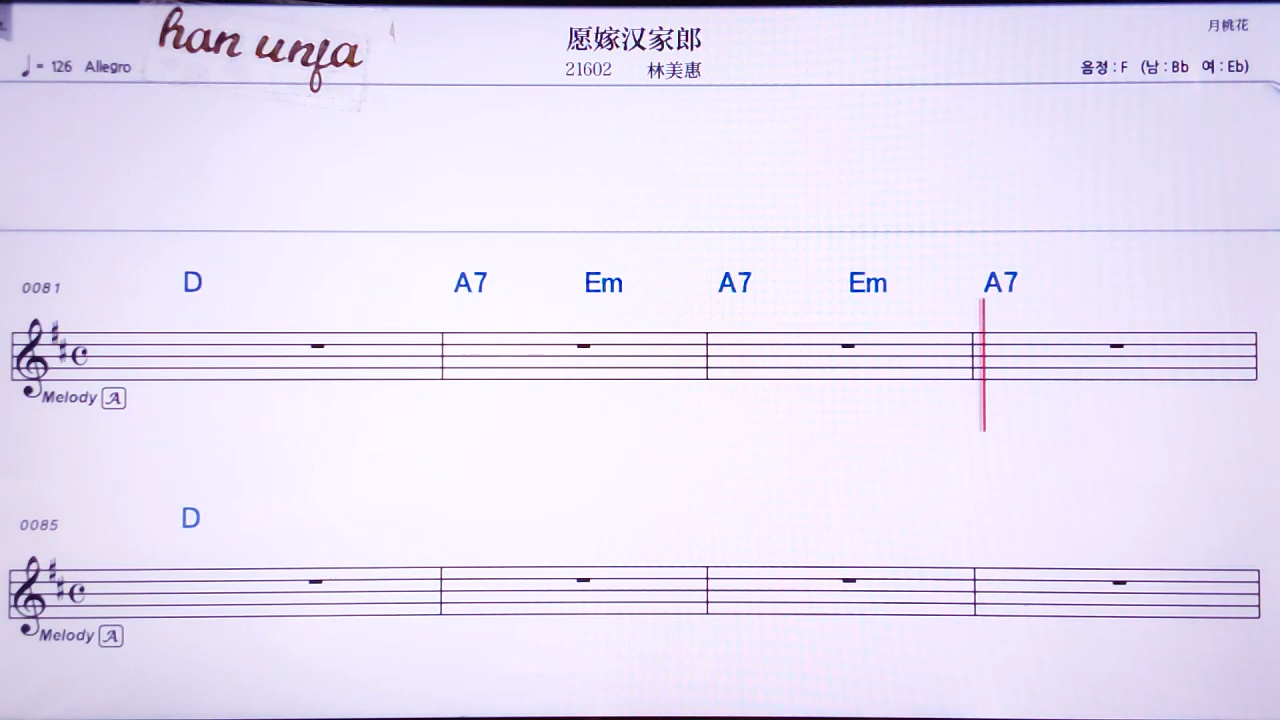 han unfa
愿嫁汉家郎
月桃花
♩= 126 Allegro
21602 林美惠
음정 : F (남 : Bb 여 : Eb)
0081 D A7 Em A7 Em A7
Melody A
0085 D
Melody A